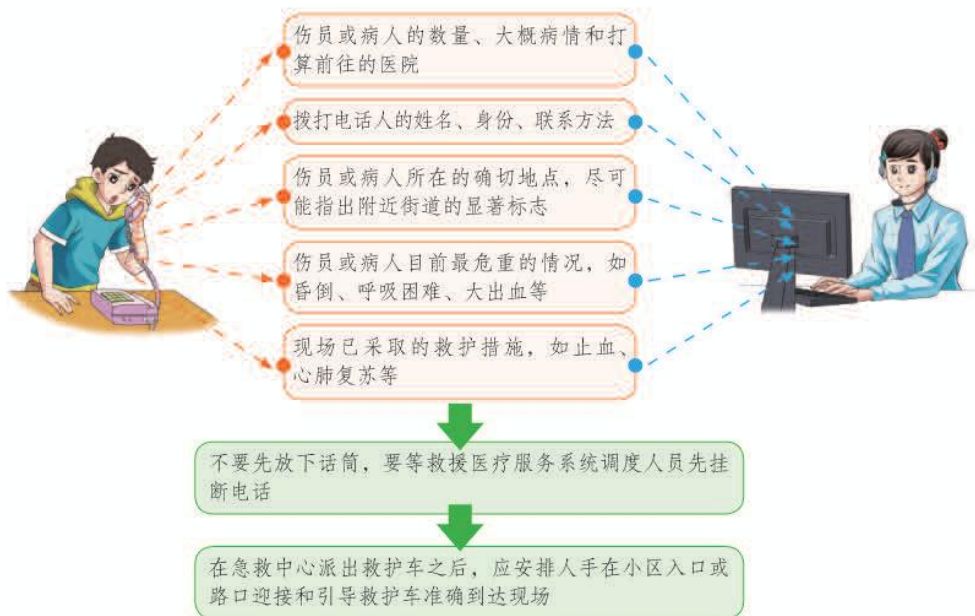 伤员或病人的数量、大概病情和打
算前往的医院
拨打电话人的姓名、身份、联系方法
伤员或病人所在的确切地点，尽可
能指出附近街道的显著标志
伤员或病人目前最危重的情况，如
昏倒、呼吸困难、大出血等
现场已采取的救护措施，如止血、
心肺复苏等
不要先放下话筒，要等救援医疗服务系统调度人员先挂
断电话
在急救中心派出救护车之后，应安排人手在小区入口或
路口迎接和引导救护车准确到达现场